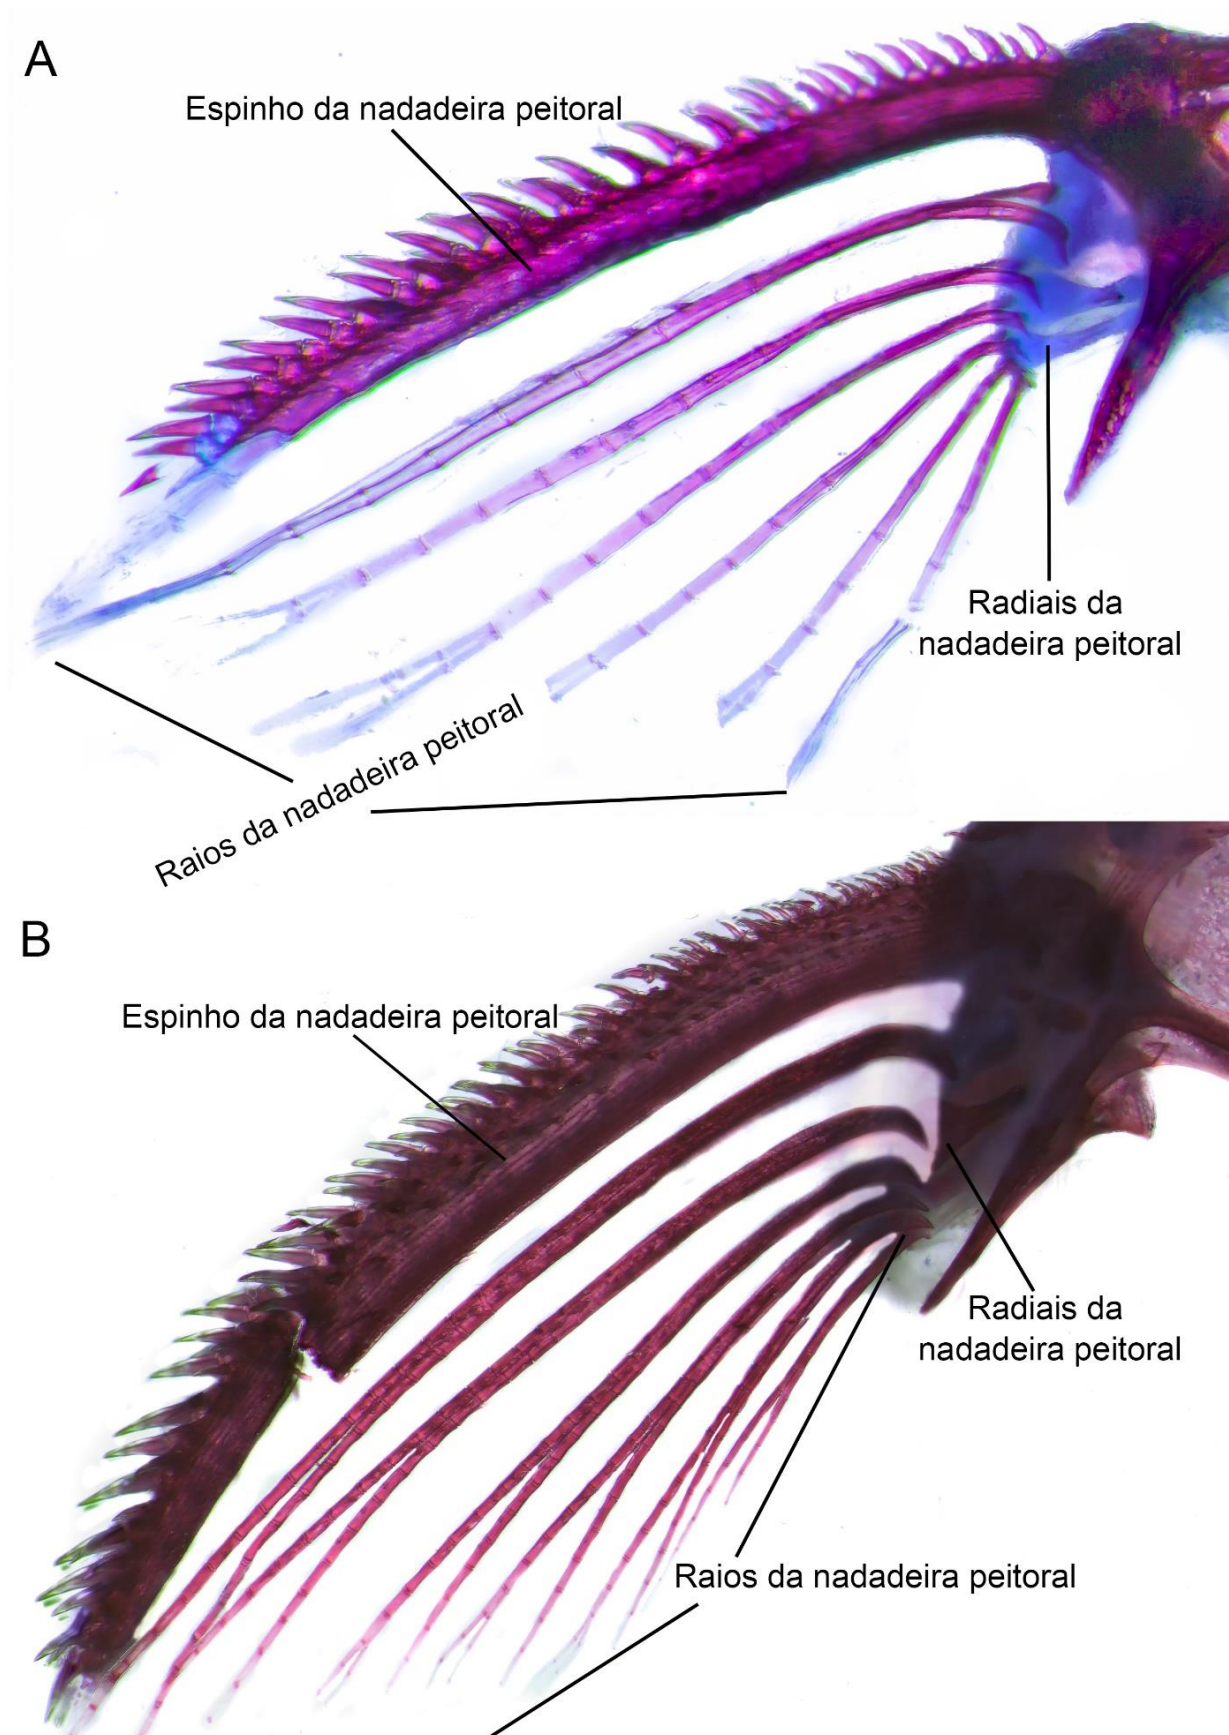 A
Espinho da nadadeira peitoral
Radiais da
nadadeira peitoral
Raios da nadadeira peitoral
B
Espinho da nadadeira peitoral
Radiais da
nadadeira peitoral
Raios da nadadeira peitoral